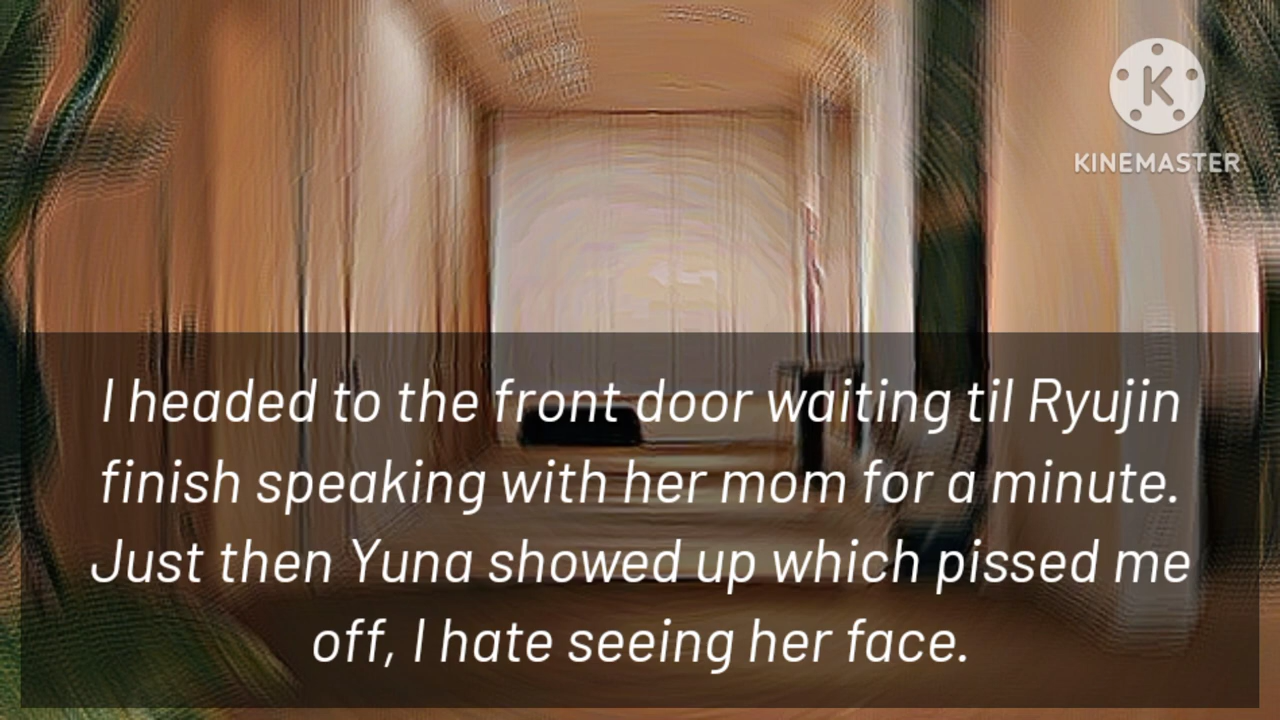 K
KINEMASTER
I headed to the front door waiting til Ryujin
finish speaking with her mom for a minute.
Just then Yuna showed up which pissed me
off, I hate seeing her face.